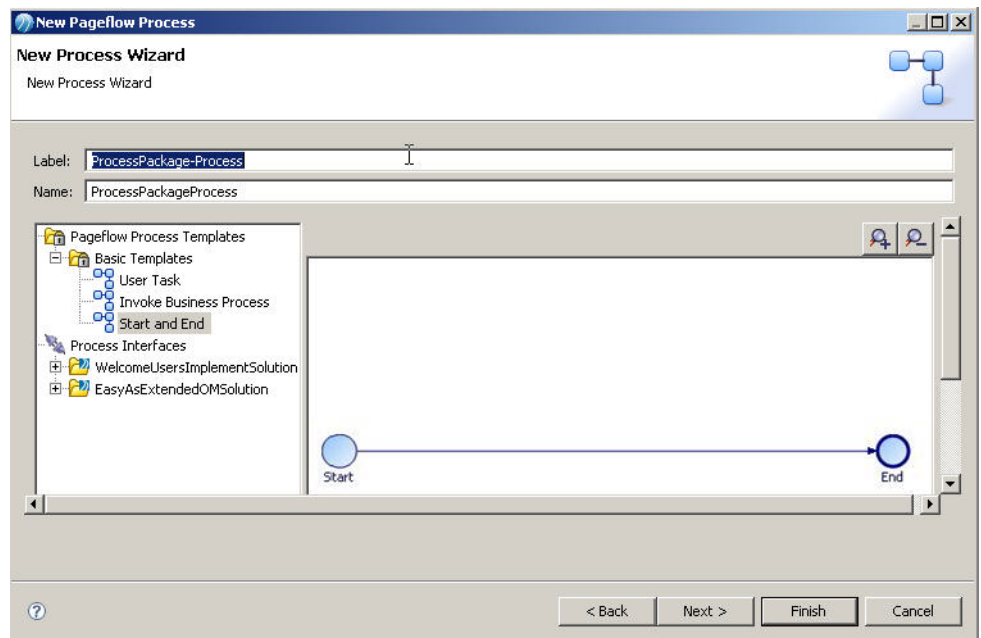 New Pageflow Process
New Process Wizard
New Process Wizard
Label: ProcessPackage-Process
Name: ProcessPackageProcess
Pageflow Process Templates
Basic Templates
User Task
Invoke Business Process
Start and End
Process Interfaces
WelcomeUsersImplementSolution
EasyAsExtendedOMSolution
Start
End
? < Back Next > Finish Cancel